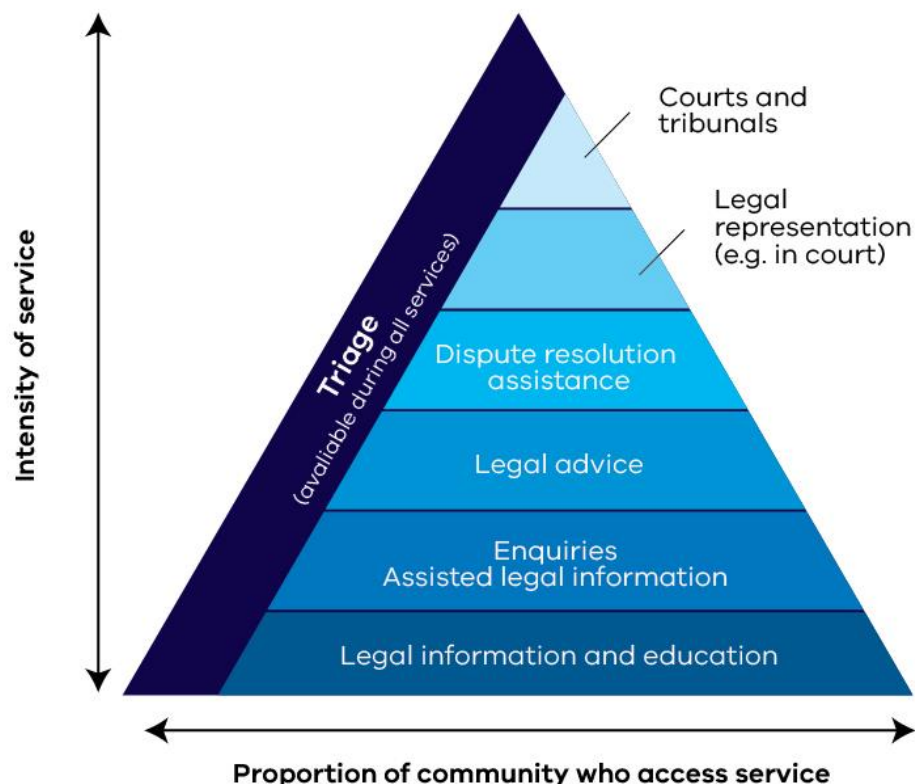 Courts and
tribunals
Legal
representation
(e.g. in court)
Intensity of service
Triage
(avaliable during all services)
Dispute resolution
assistance
Legal advice
Enquiries
Assisted legal information
Legal information and education
Proportion of community who access service